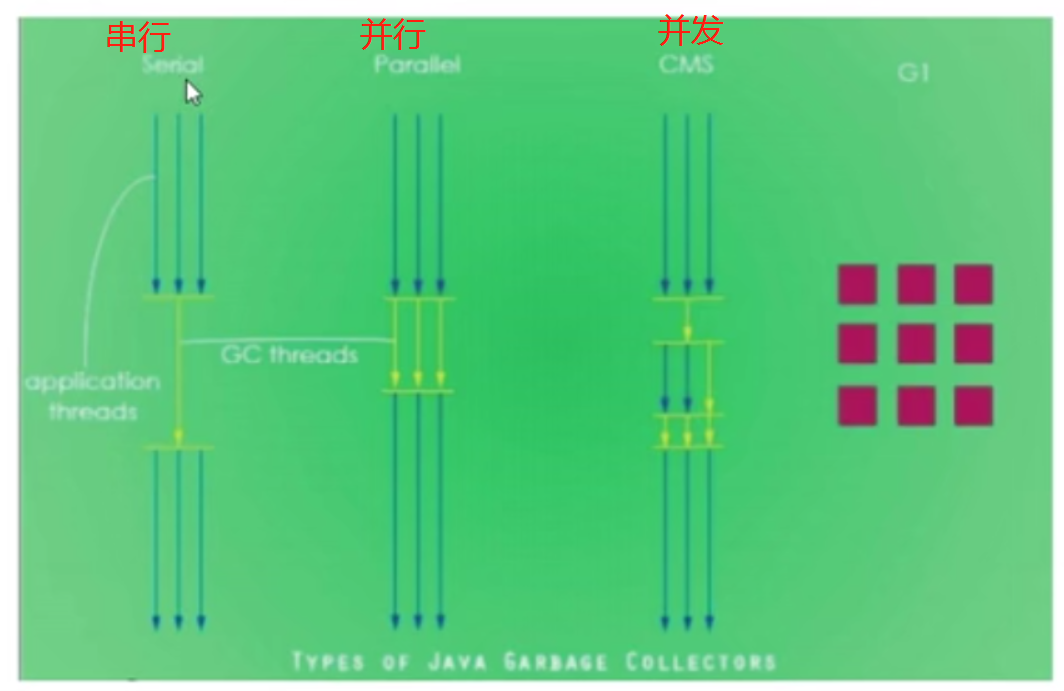 串行
并行
并发
Serial
Parallel
CMS
G1
GC threads
application
threads
TYPES OF JAVA GARBAGE COLLECTORS